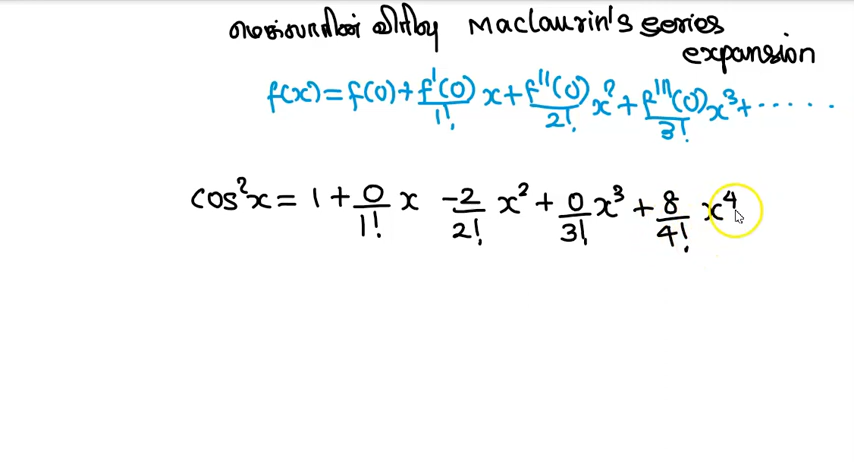 மெக்லாரின் விரிவு Maclaurin's series
expansion
f(x) = f(0) + f'(0)/1! x + f''(0)/2! x² + f'''(0)/3! x³ + ......
cos²x = 1 + 0/1! x -2/2! x² + 0/3! x³ + 8/4! x⁴